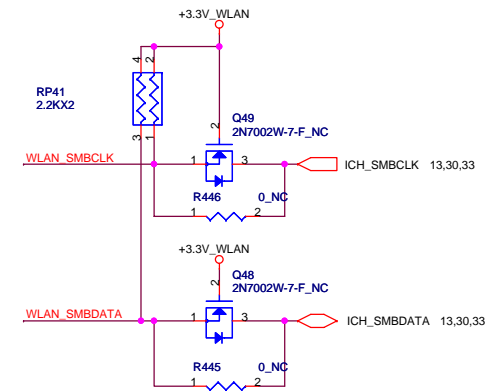 +3.3V_WLAN
4 2
RP41
2.2KX2
3 1
Q49
2N7002W-7-F_NC
2
WLAN_SMBCLK
1 3
ICH_SMBCLK 13,30,33
R446 0_NC
1 2
+3.3V_WLAN
Q48
2N7002W-7-F_NC
2
WLAN_SMBDATA
1 3
ICH_SMBDATA 13,30,33
R445 0_NC
1 2